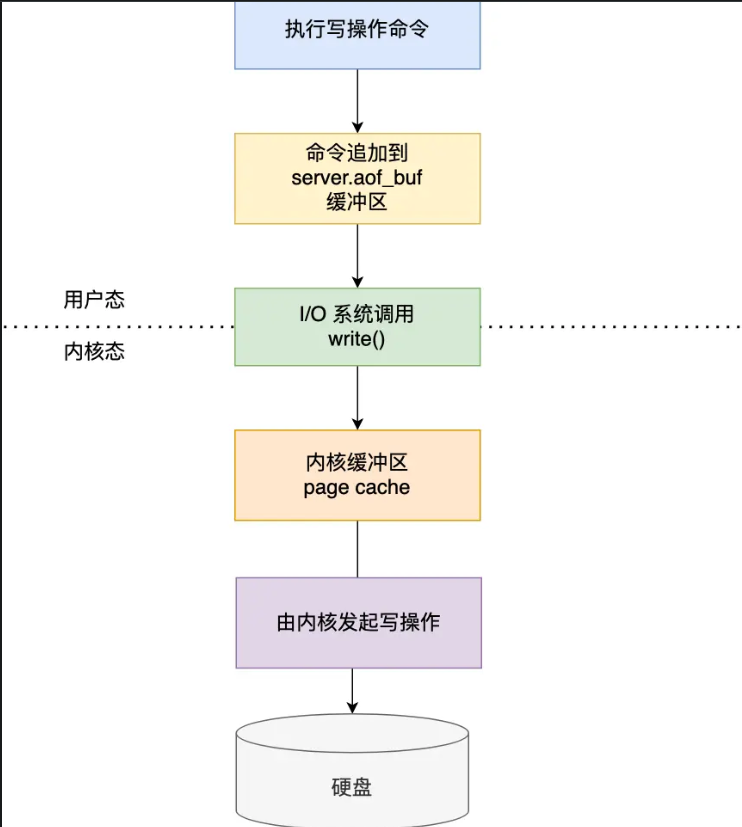 执行写操作命令
命令追加到
server.aof_buf
缓冲区
用户态
I/O 系统调用
write()
内核态
内核缓冲区
page cache
由内核发起写操作
硬盘